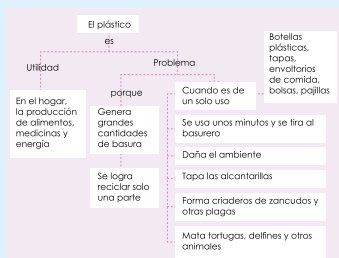 El plástico
es
Utilidad
Problema
En el hogar,
la producción
de alimentos,
medicinas y
energía
porque
Genera
grandes
cantidades
de basura
Se logra
reciclar solo
una parte
Cuando es de
un solo uso
Botellas
plásticas,
tapas,
envoltorios
de comida,
bolsas, pajillas
Se usa unos minutos y se tira al
basurero
Daña el ambiente
Tapa las alcantarillas
Forma criaderos de zancudos y
otras plagas
Mata tortugas, delfines y otros
animales